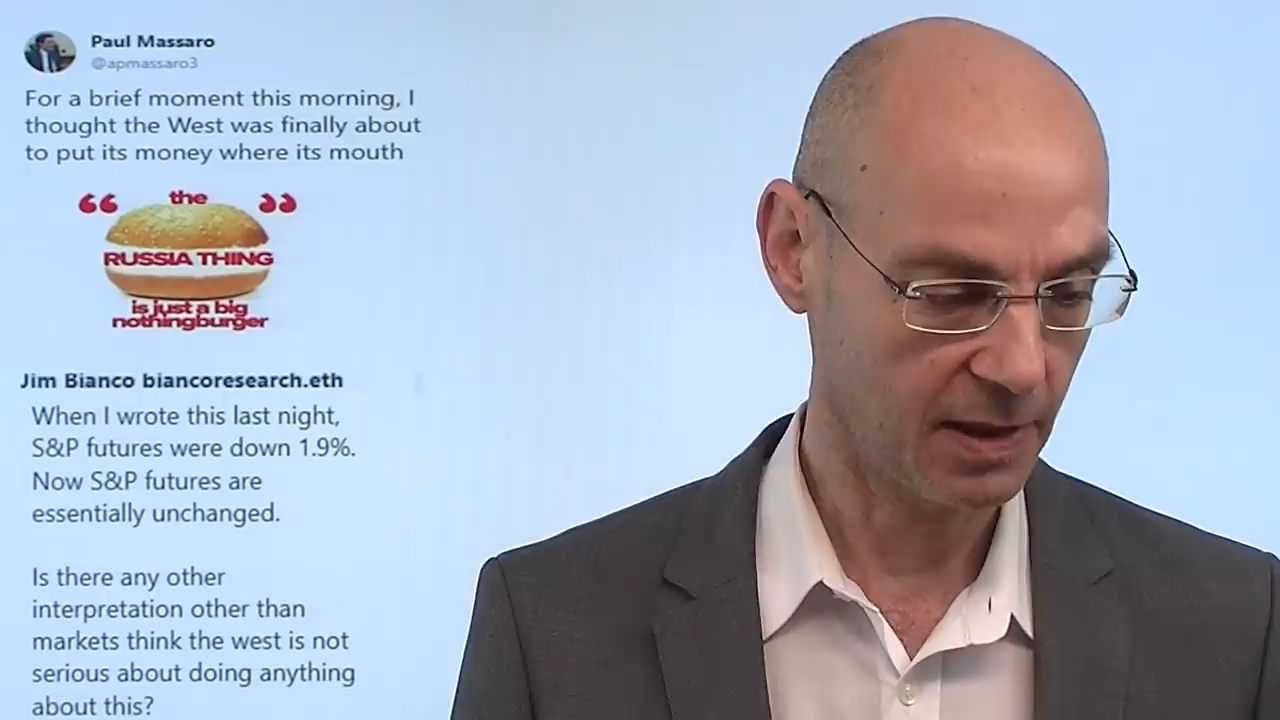 Paul Massaro
@apmassaro3
For a brief moment this morning, I
thought the West was finally about
to put its money where its mouth
“ the ”
RUSSIA THING
is just a big
nothingburger
Jim Bianco biancoresearch.eth
When I wrote this last night,
S&P futures were down 1.9%.
Now S&P futures are
essentially unchanged.
Is there any other
interpretation other than
markets think the west is not
serious about doing anything
about this?